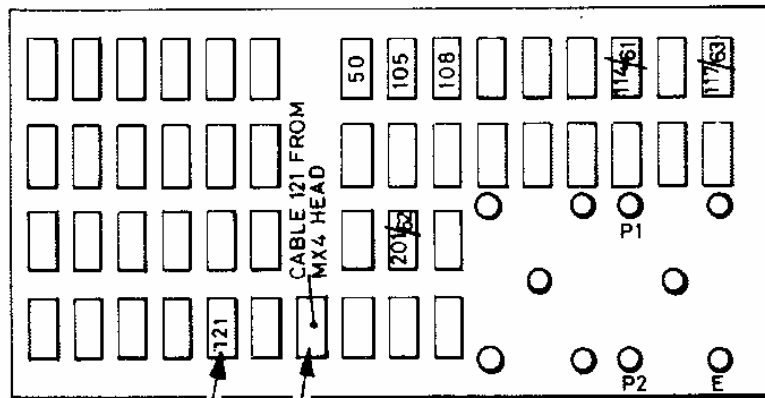 50
105
108
114/61
117/63
CABLE 121 FROM
MX4 HEAD
201/62
P1
121
P2
E